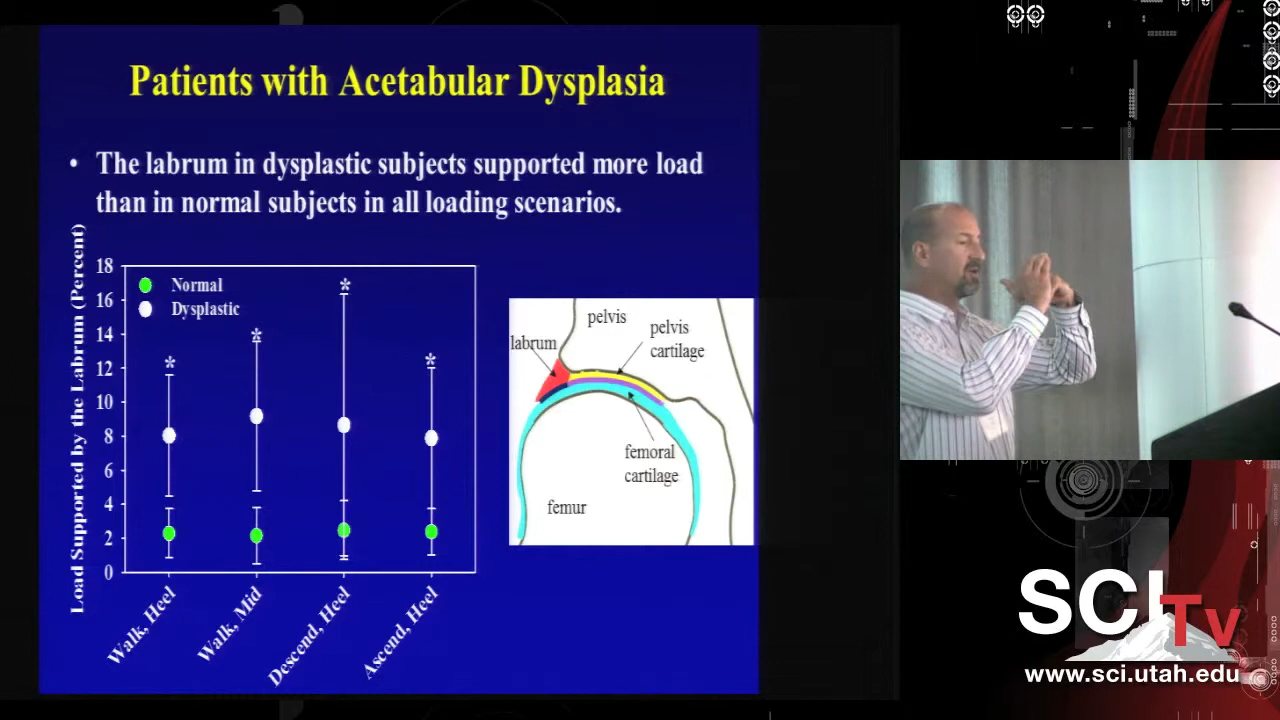 Patients with Acetabular Dysplasia
• The labrum in dysplastic subjects supported more load
than in normal subjects in all loading scenarios.
Load Supported by the Labrum (Percent)
18
16
14
12
10
8
6
4
2
0
Normal
Dysplastic
*
*
*
*
Walk, Heel
Walk, Mid
Descend, Heel
Ascend, Heel
pelvis
labrum
pelvis
cartilage
femoral
cartilage
femur
SCI
Tv
www.sci.utah.edu